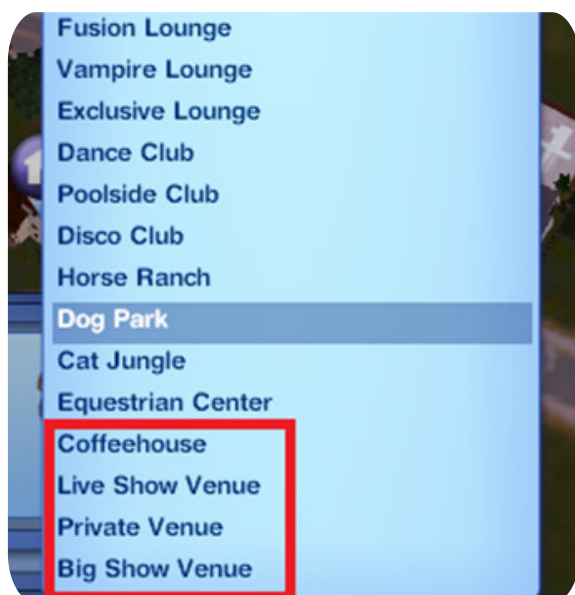 Fusion Lounge
Vampire Lounge
Exclusive Lounge
Dance Club
Poolside Club
Disco Club
Horse Ranch
Dog Park
Cat Jungle
Equestrian Center
Coffeehouse
Live Show Venue
Private Venue
Big Show Venue